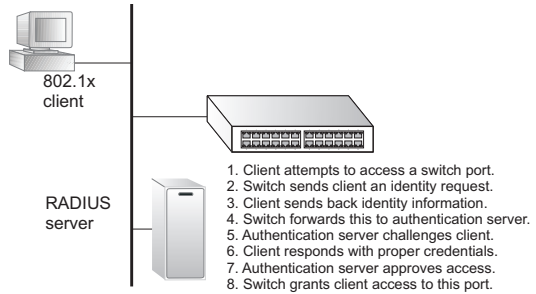 802.1x
client
1. Client attempts to access a switch port.
2. Switch sends client an identity request.
3. Client sends back identity information.
4. Switch forwards this to authentication server.
5. Authentication server challenges client.
6. Client responds with proper credentials.
7. Authentication server approves access.
8. Switch grants client access to this port.
RADIUS
server